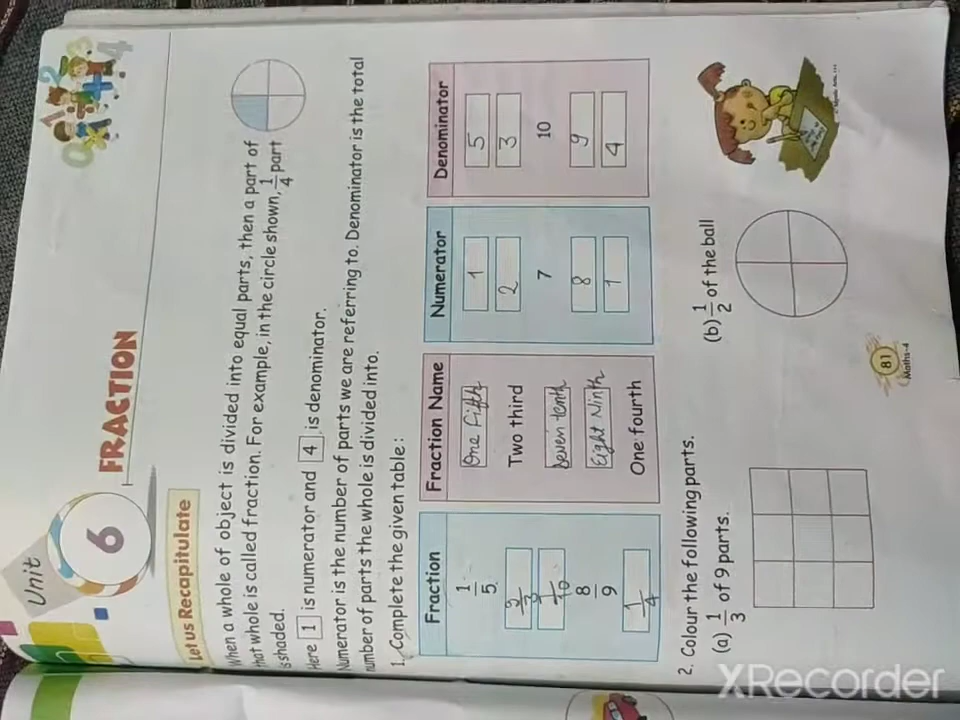 Unit
6
FRACTION
Let us Recapitulate
When a whole of object is divided into equal parts, then a part of
that whole is called fraction. For example, in the circle shown, 1/4 part
is shaded.
Here 1 is numerator and 4 is denominator.
Numerator is the number of parts we are referring to. Denominator is the total
number of parts the whole is divided into.
1. Complete the given table:
Fraction Fraction Name Numerator Denominator
1/5 One Fifth 1 5
2/3 Two third 2 3
7/10 Seven tenth 7 10
8/9 Eight Ninth 8 9
1/4 One fourth 1 4
2. Colour the following parts.
(a) 1/3 of 9 parts. (b) 1/2 of the ball
81
Maths-4
XRecorder